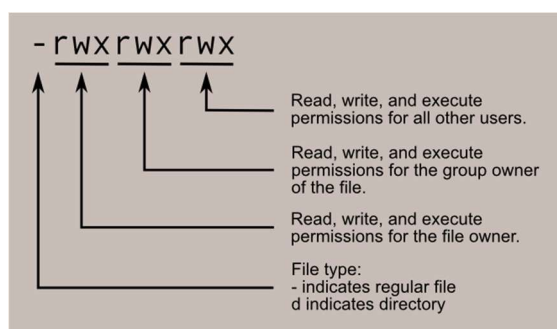 -rwxrwxrwx
Read, write, and execute
permissions for all other users.
Read, write, and execute
permissions for the group owner
of the file.
Read, write, and execute
permissions for the file owner.
File type:
- indicates regular file
d indicates directory